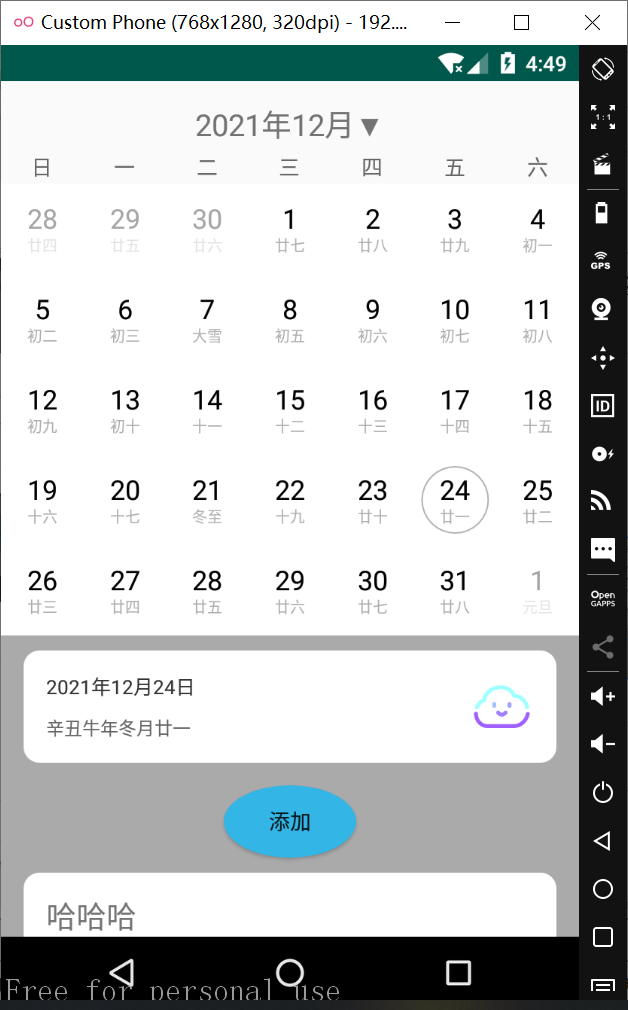 Custom Phone (768x1280, 320dpi) - 192....
4:49
2021年12月 ▼
日 一 二 三 四 五 六
28 29 30 1 2 3 4
廿四 廿五 廿六 廿七 廿八 廿九 初一
5 6 7 8 9 10 11
初二 初三 大雪 初五 初六 初七 初八
12 13 14 15 16 17 18
初九 初十 十一 十二 十三 十四 十五
19 20 21 22 23 24 25
十六 十七 冬至 十九 廿十 廿一 廿二
26 27 28 29 30 31 1
廿三 廿四 廿五 廿六 廿七 廿八 元旦
2021年12月24日
辛丑牛年冬月廿一
添加
哈哈哈
Free for personal use
1:1
GPS
ID
Open
GAPPS